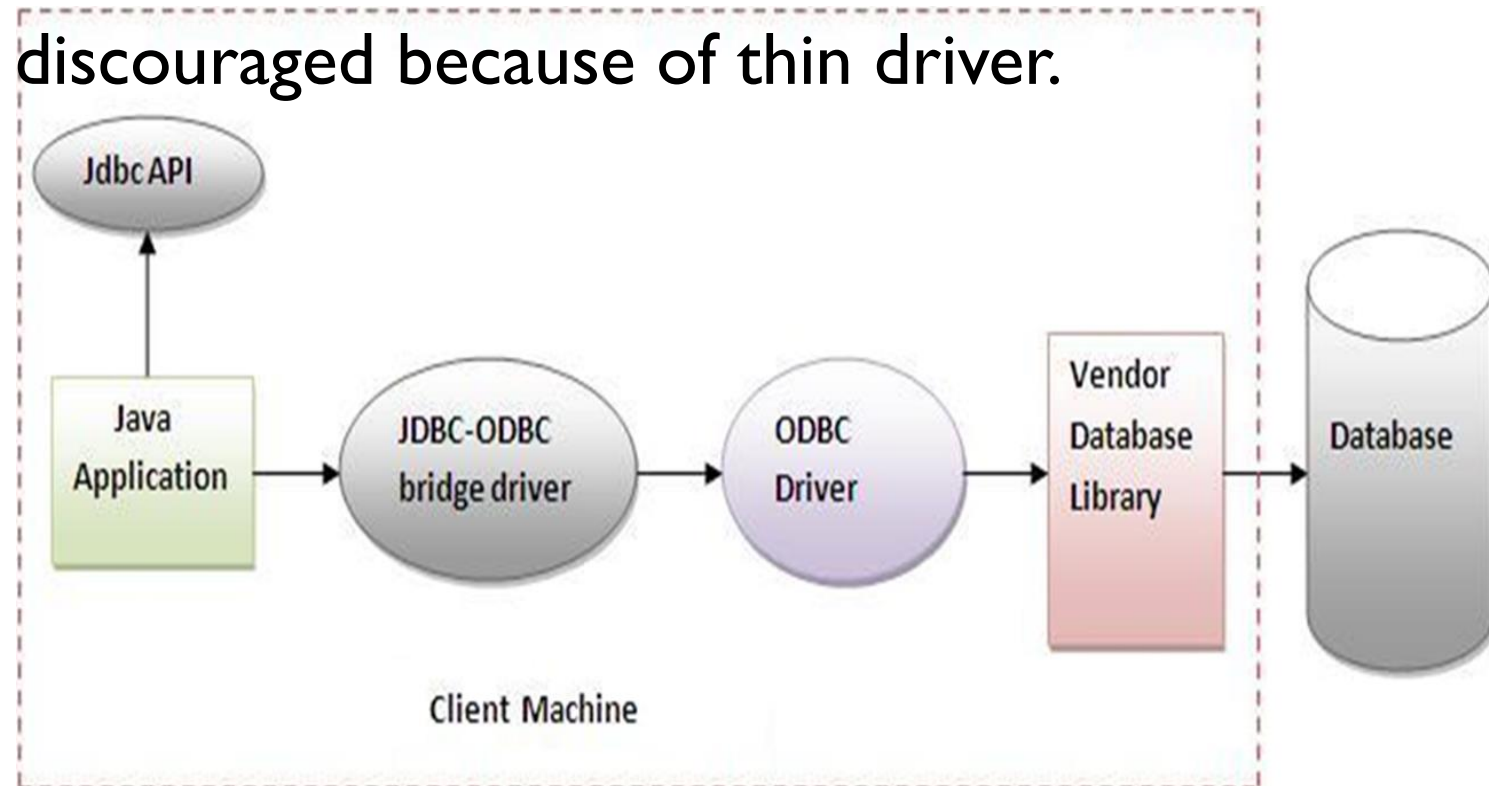 discouraged because of thin driver.
Jdbc API
Java
Application
JDBC-ODBC
bridge driver
ODBC
Driver
Vendor
Database
Library
Database
Client Machine